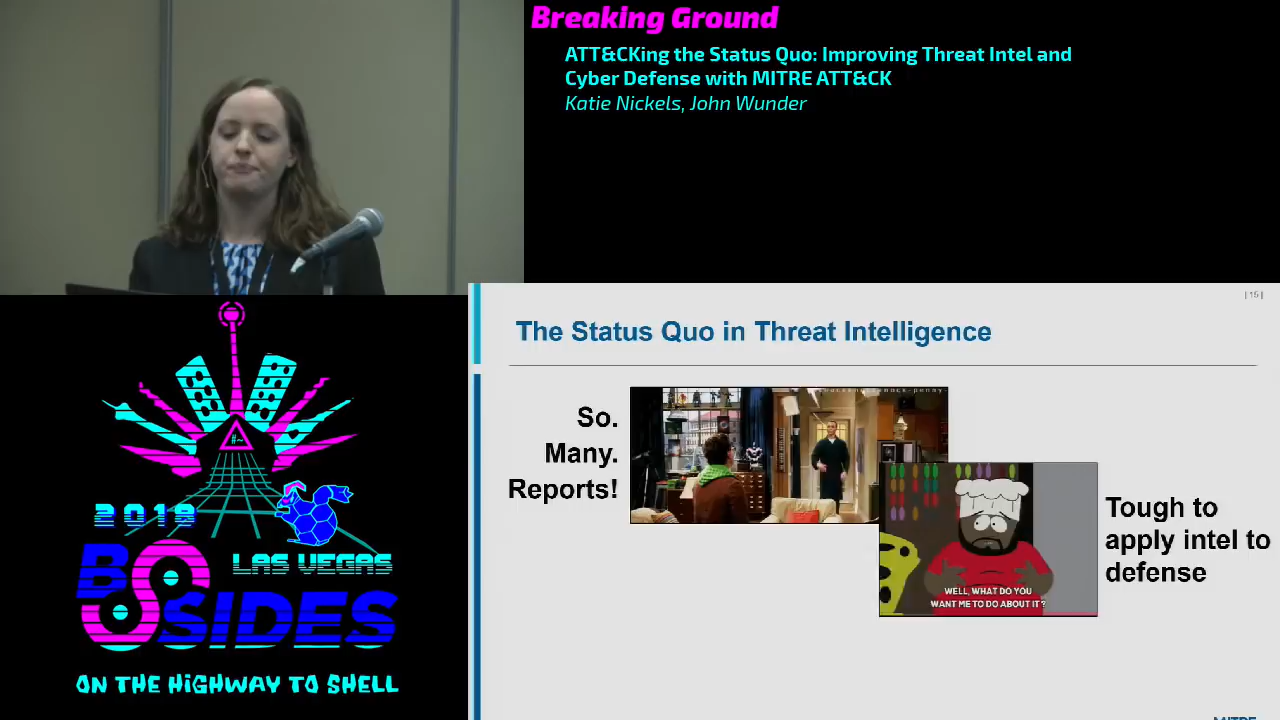 Breaking Ground
ATT&CKing the Status Quo: Improving Threat Intel and
Cyber Defense with MITRE ATT&CK
Katie Nickels, John Wunder
| 15 |
The Status Quo in Threat Intelligence
So.
Many.
Reports!
WELL, WHAT DO YOU
WANT ME TO DO ABOUT IT?
Tough to
apply intel to
defense
MITRE
#~
2018
LAS VEGAS
BSIDES
ON THE HIGHWAY TO SHELL